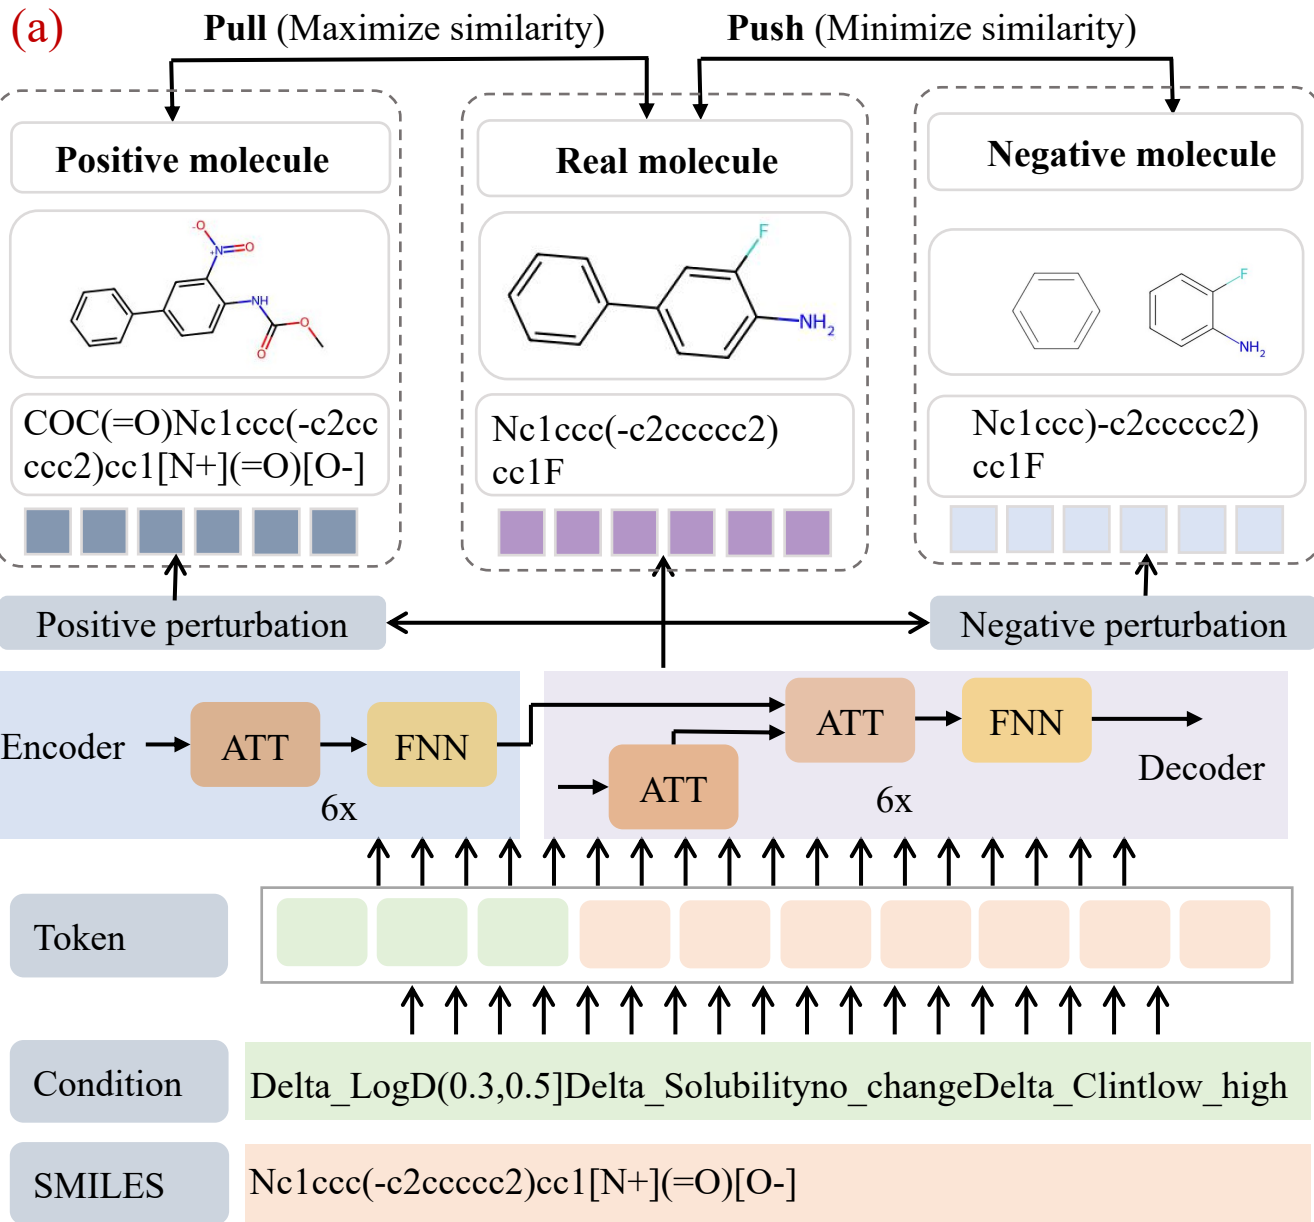 (a)
Pull (Maximize similarity)
Push (Minimize similarity)
Positive molecule
Real molecule
Negative molecule
-O
N+
O
NH
O
O
F
NH2
F
NH2
COC(=O)Nc1ccc(-c2cc
ccc2)cc1[N+](=O)[O-]
Nc1ccc(-c2ccccc2)
cc1F
Nc1ccc)-c2ccccc2)
cc1F
Positive perturbation
Negative perturbation
Encoder
ATT
FNN
6x
ATT
ATT
FNN
6x
Decoder
Token
Condition
Delta_LogD(0.3,0.5]Delta_Solubilityno_changeDelta_Clintlow_high
SMILES
Nc1ccc(-c2ccccc2)cc1[N+](=O)[O-]